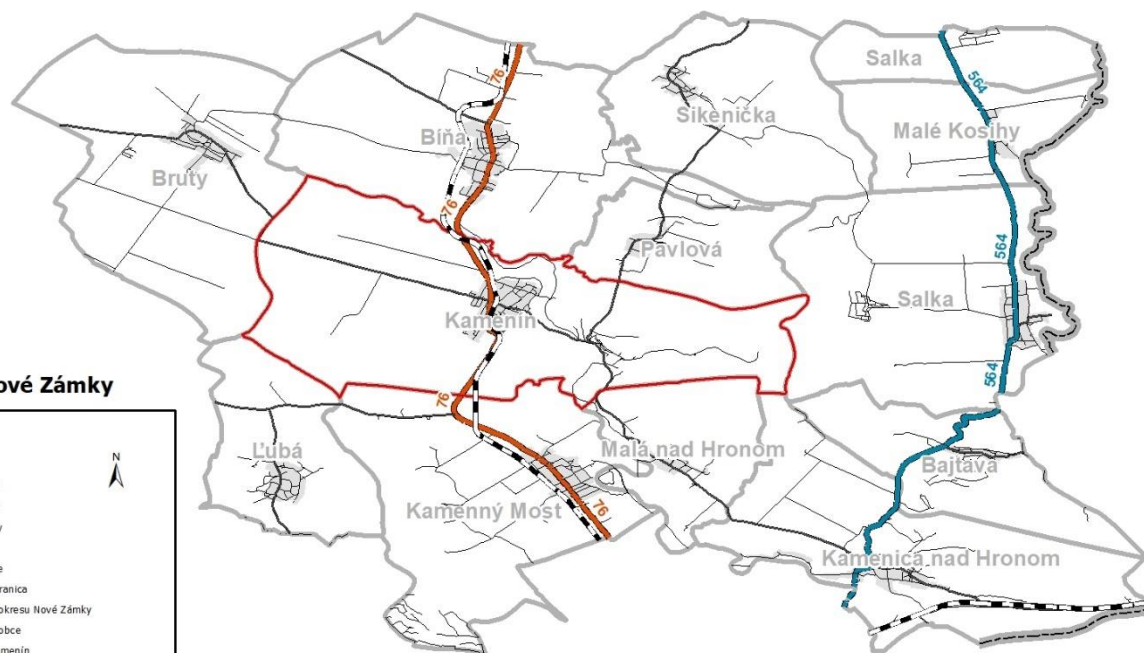 Salka
564
76
Sikenička
Malé Kosihy
Bíňa
Bruty
76
Pavlová
564
Salka
Kamenín
564
ové Zámky
76
N
Ľubá
Malá nad Hronom
Bajtava
Kamenný Most
76
Kamenica nad Hronom
ranica
okresu Nové Zámky
obce
menín